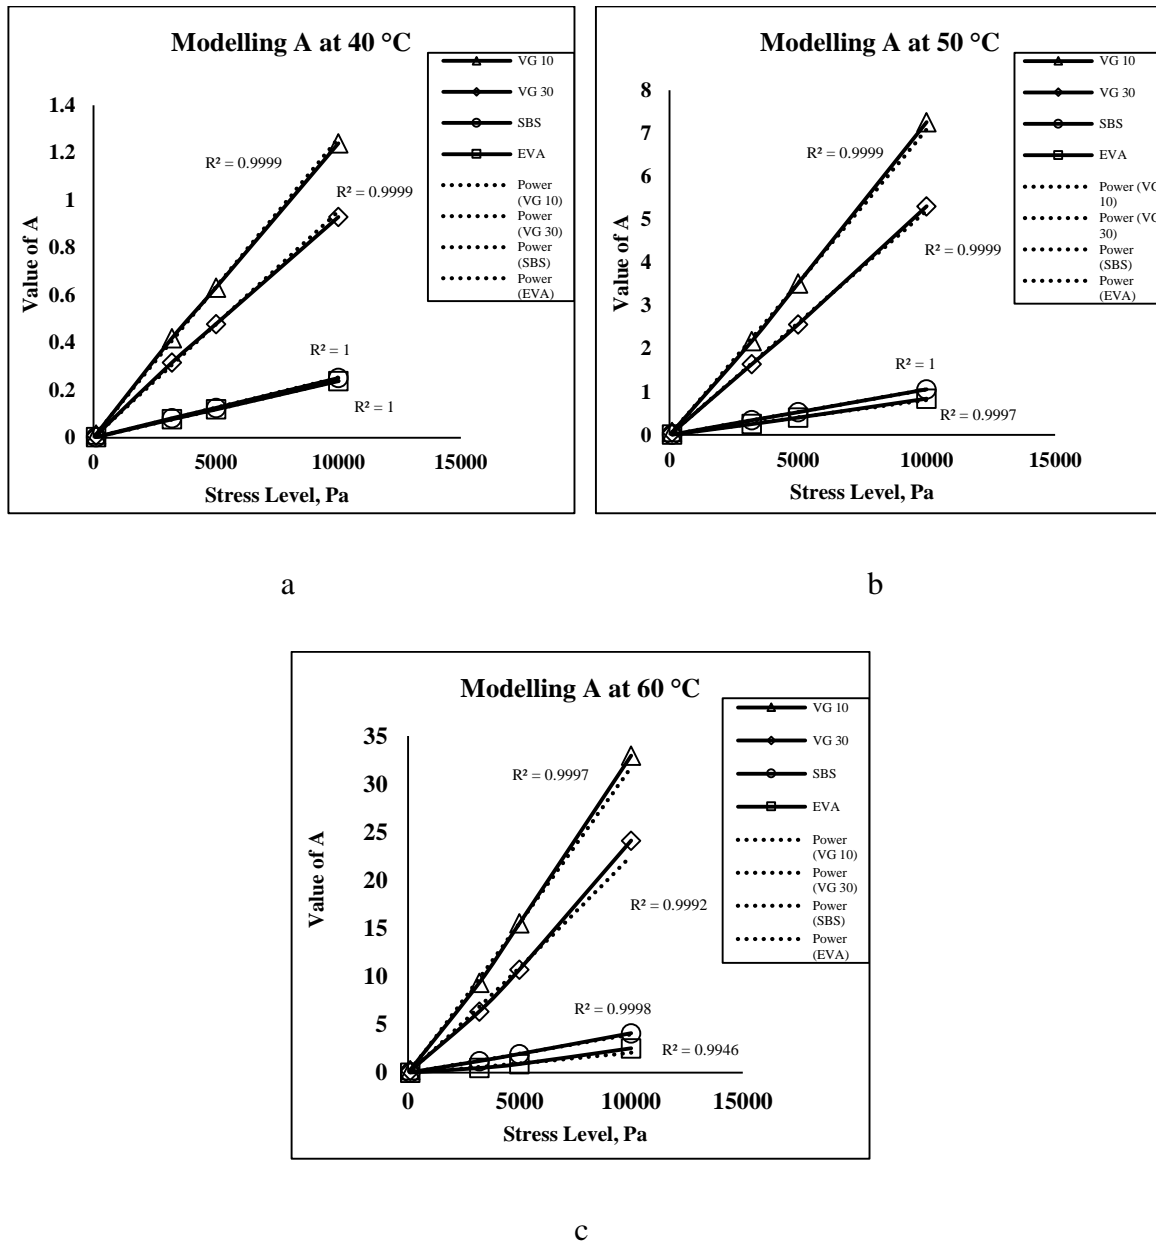 Modelling A at 40 °C
VG 10
VG 30
SBS
EVA
Power
(VG 10)
Power
(VG 30)
Power
(SBS)
Power
(EVA)
Value of A
1.4
1.2
1
0.8
0.6
0.4
0.2
0
R² = 0.9999
R² = 0.9999
R² = 1
R² = 1
0
5000
10000
15000
Stress Level, Pa
a
Modelling A at 50 °C
VG 10
VG 30
SBS
EVA
Power (VG
10)
Power (VG
30)
Power
(SBS)
Power
(EVA)
Value of A
8
7
6
5
4
3
2
1
0
R² = 0.9999
R² = 0.9999
R² = 1
R² = 0.9997
0
5000
10000
15000
Stress Level, Pa
b
Modelling A at 60 °C
VG 10
VG 30
SBS
EVA
Power
(VG 10)
Power
(VG 30)
Power
(SBS)
Power
(EVA)
Value of A
35
30
25
20
15
10
5
0
R² = 0.9997
R² = 0.9992
R² = 0.9998
R² = 0.9946
0
5000
10000
15000
Stress Level, Pa
c